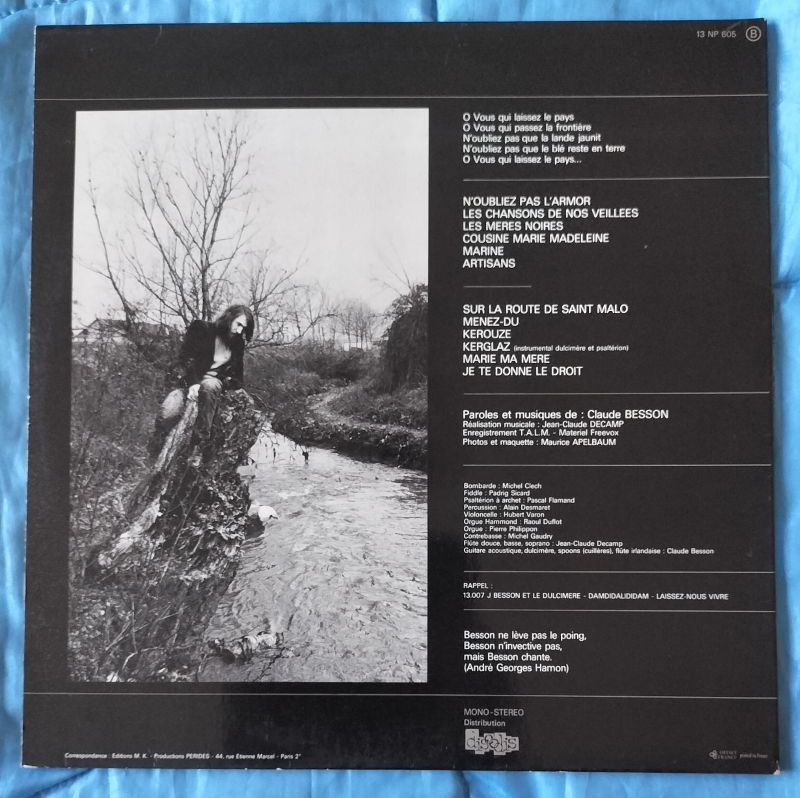 13 NP 605 B
O Vous qui laissez le pays
O Vous qui passez la frontière
N'oubliez pas que la lande jaunit
N'oubliez pas que le blé reste en terre
O Vous qui laissez le pays...
N'OUBLIEZ PAS L'ARMOR
LES CHANSONS DE NOS VEILLEES
LES MERES NOIRES
COUSINE MARIE MADELEINE
MARINE
ARTISANS
SUR LA ROUTE DE SAINT MALO
MENEZ-DU
KEROUZE
KERGLAZ (instrumental dulcimère et psaltérion)
MARIE MA MERE
JE TE DONNE LE DROIT
Paroles et musiques de : Claude BESSON
Réalisation musicale : Jean-Claude DECAMP
Enregistrement T.A.L.M. - Materiel Freevox
Photos et maquette : Maurice APELBAUM
Bombarde : Michel Clech
Fiddle : Padrig Sicard
Psaltérion à archet : Pascal Flamand
Percussion : Alain Desmaret
Violoncelle : Hubert Varon
Orgue Hammond : Raoul Duflot
Orgue : Pierre Philippon
Contrebasse : Michel Gaudry
Flûte douce, basse, soprano : Jean-Claude Decamp
Guitare acoustique, dulcimère, spoons (cuillères), flûte irlandaise : Claude Besson
RAPPEL :
13.007 J BESSON ET LE DULCIMERE - DAMDIDALIDIDAM - LAISSEZ-NOUS VIVRE
Besson ne lève pas le poing,
Besson n'invective pas,
mais Besson chante.
(André Georges Hamon)
MONO-STEREO
Distribution
discodis
Correspondance : Editions M. K. - Productions PERIDES - 44, rue Etienne Marcel - Paris 2°
OFFSET
FRANCE printed in France